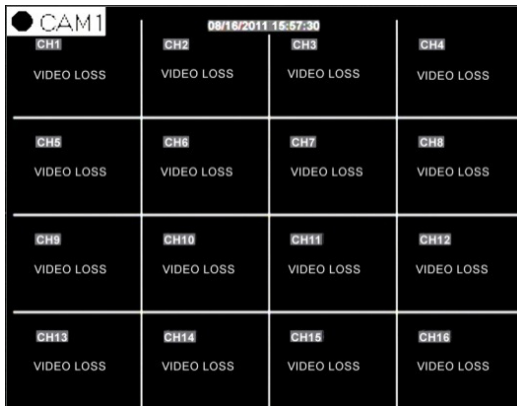 CAM1
08/16/2011 15:57:30
CH1 CH2 CH3 CH4
VIDEO LOSS VIDEO LOSS VIDEO LOSS VIDEO LOSS
CH5 CH6 CH7 CH8
VIDEO LOSS VIDEO LOSS VIDEO LOSS VIDEO LOSS
CH9 CH10 CH11 CH12
VIDEO LOSS VIDEO LOSS VIDEO LOSS VIDEO LOSS
CH13 CH14 CH15 CH16
VIDEO LOSS VIDEO LOSS VIDEO LOSS VIDEO LOSS